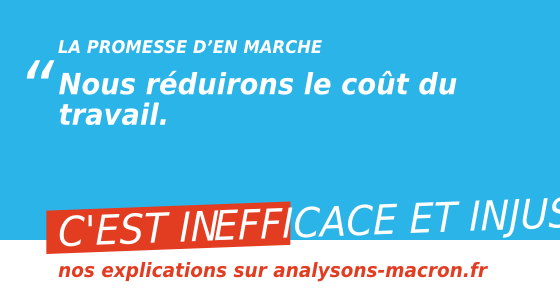 LA PROMESSE D’EN MARCHE
“ Nous réduirons le coût du
travail.
C'EST INEFFICACE ET INJUS
nos explications sur analysons-macron.fr